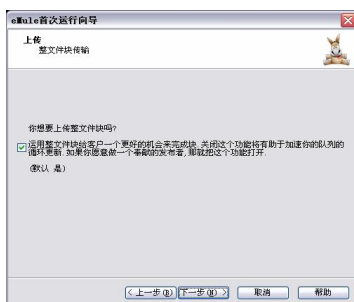 eMule首次运行向导
上传
整文件块传输
你想要上传整文件块吗?
运用整文件块给客户一个更好的机会来完成块.关闭这个功能将有助于加速你的队列的
循环更新.如果你愿意做一个奉献的发布者,那就把这个功能打开.
(默认 是)
< 上一步(B) 下一步(N) > 取消 帮助